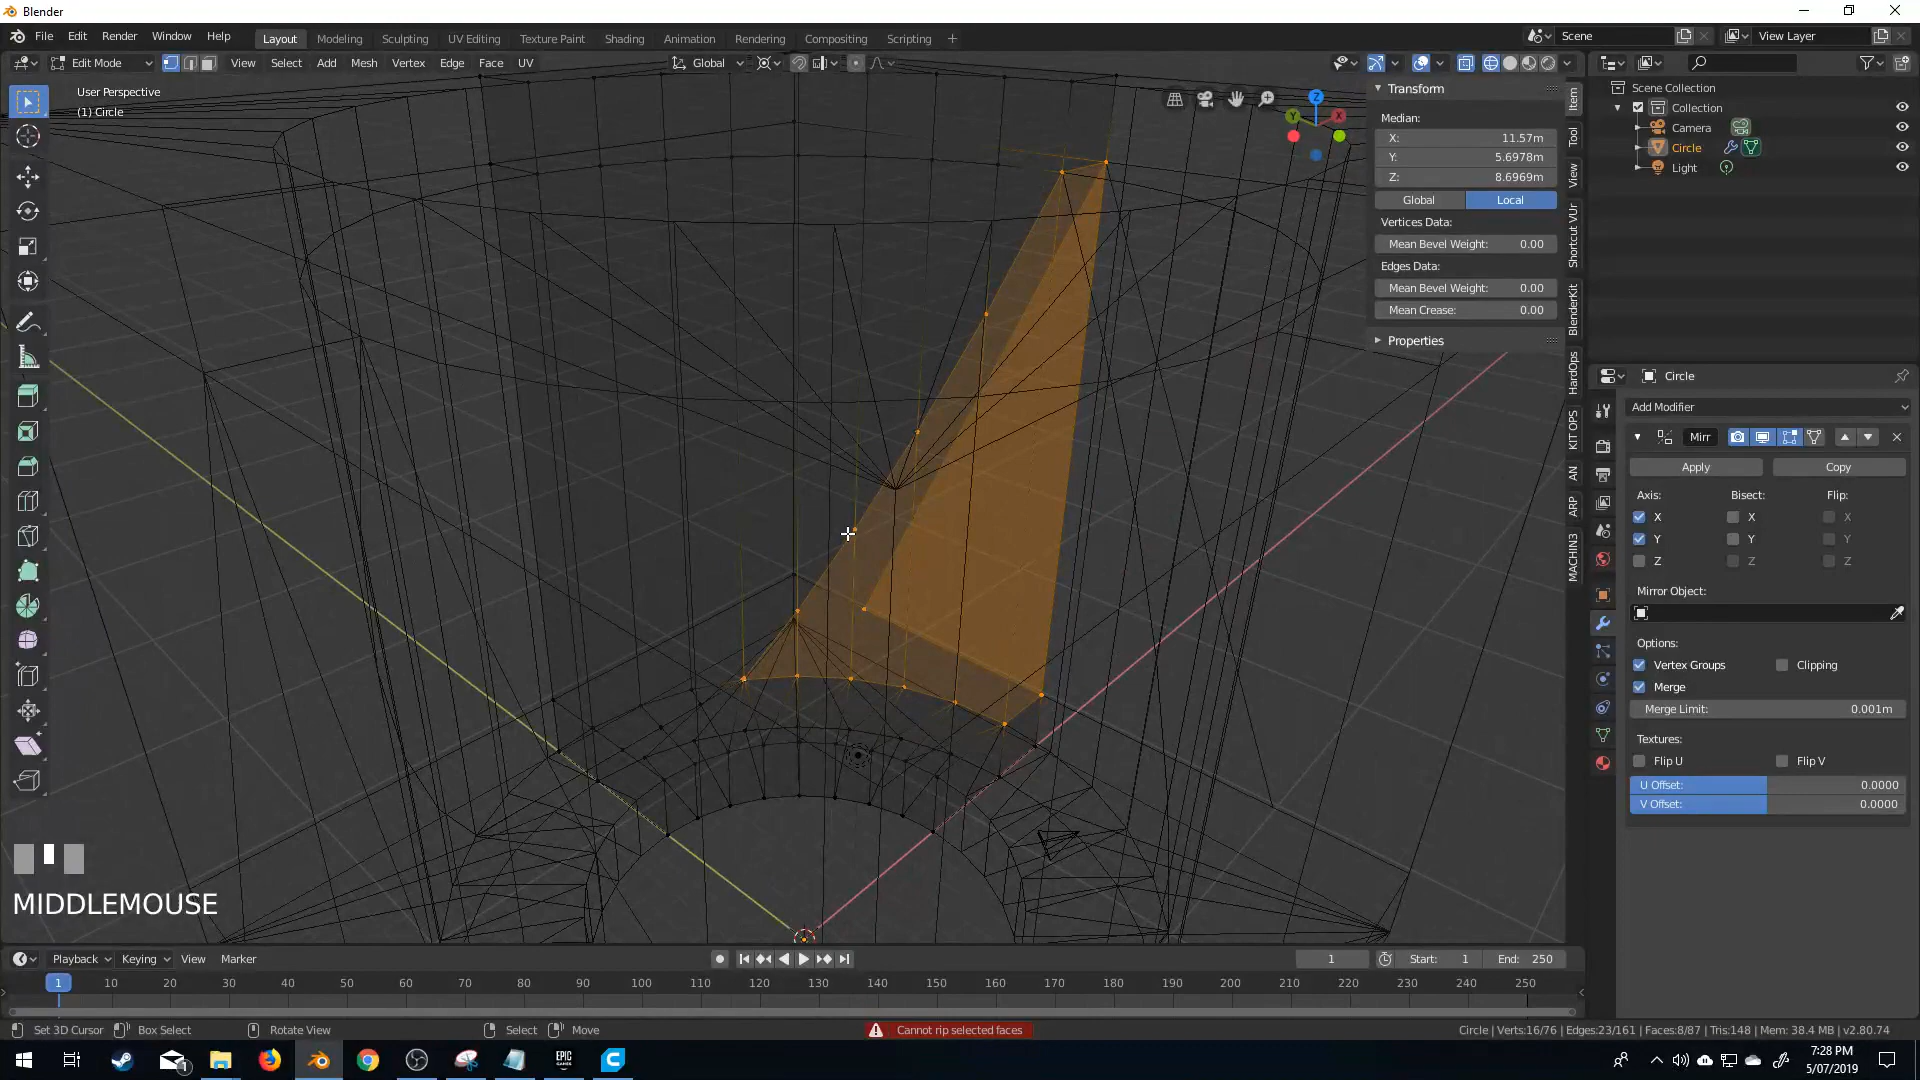 Blender
File Edit Render Window Help
Layout Modeling Sculpting UV Editing Texture Paint Shading Animation Rendering Compositing Scripting
Scene
View Layer
Edit Mode
View Select Add Mesh Vertex Edge Face UV
Global
User Perspective
(1) Circle
Z
Y
X
Transform
Median:
X: 11.57m
Y: 5.6978m
Z: 8.6969m
Global Local
Vertices Data:
Mean Bevel Weight: 0.00
Edges Data:
Mean Bevel Weight: 0.00
Mean Crease: 0.00
Properties
Item
Tool
View
Shortcut VUr
BlenderKit
HardOps
KIT OPS
AN
ARP
MACHIN3
Scene Collection
Collection
Camera
Circle
Light
Circle
Add Modifier
Mirr
Apply Copy
Axis: Bisect: Flip:
X X X
Y Y Y
Z Z Z
Mirror Object:
Options:
Vertex Groups Clipping
Merge
Merge Limit: 0.001m
Textures:
Flip U Flip V
U Offset: 0.0000
V Offset: 0.0000
MIDDLEMOUSE
Playback Keying View Marker
1 Start: 1 End: 250
1 10 20 30 40 50 60 70 80 90 100 110 120 130 140 150 160 170 180 190 200 210 220 230 240 250
Set 3D Cursor Box Select Rotate View Select Move
Cannot rip selected faces
Circle | Verts:16/76 | Edges:23/161 | Faces:8/87 | Tris:148 | Mem: 38.4 MB | v2.80.74
1
EPIC GAMES
7:28 PM
5/07/2019